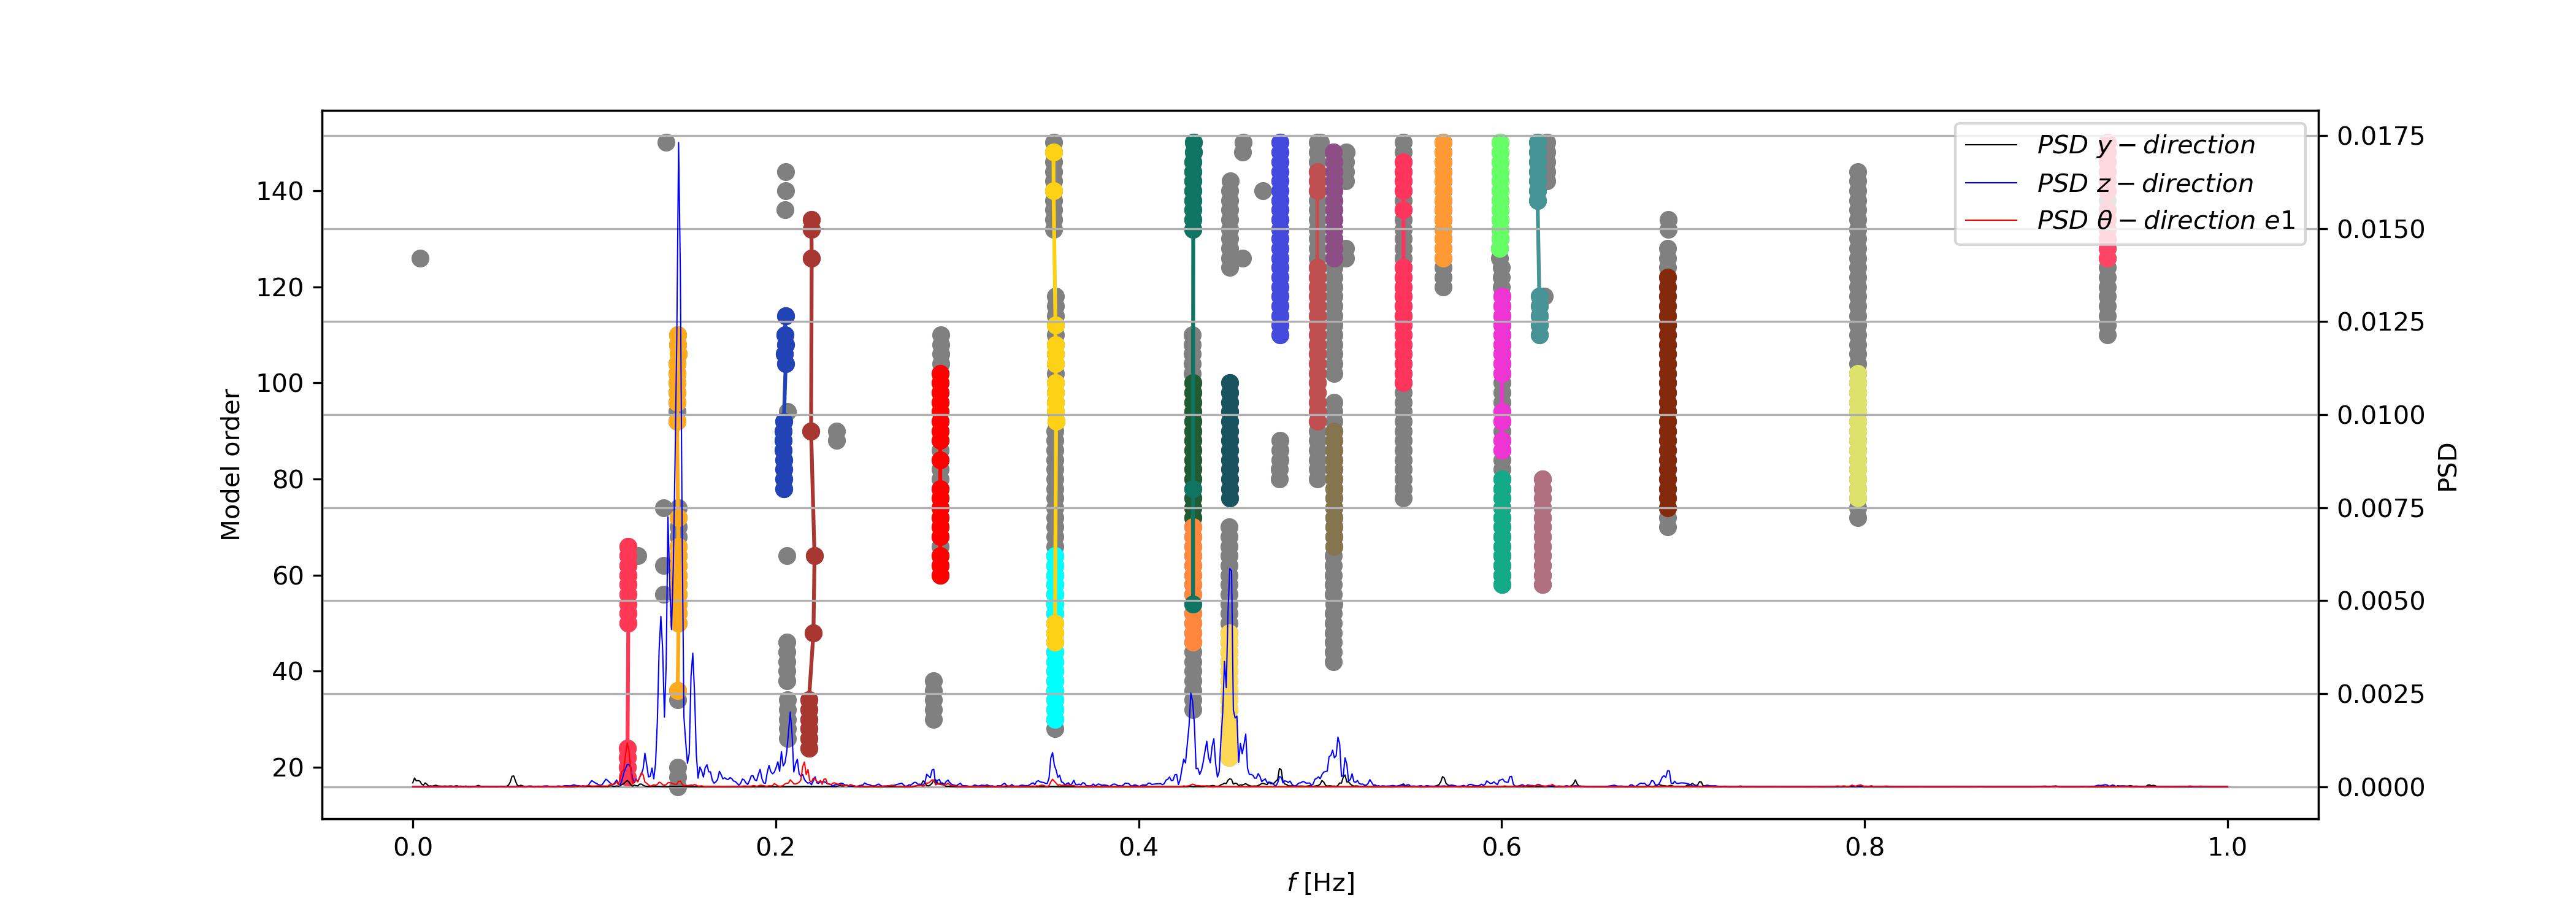 PSD y − direction
PSD z − direction
PSD θ − direction e1
Model order
140
120
100
80
60
40
20
0.0175
0.0150
0.0125
0.0100
0.0075
0.0050
0.0025
0.0000
PSD
0.0 0.2 0.4 0.6 0.8 1.0
f [Hz]